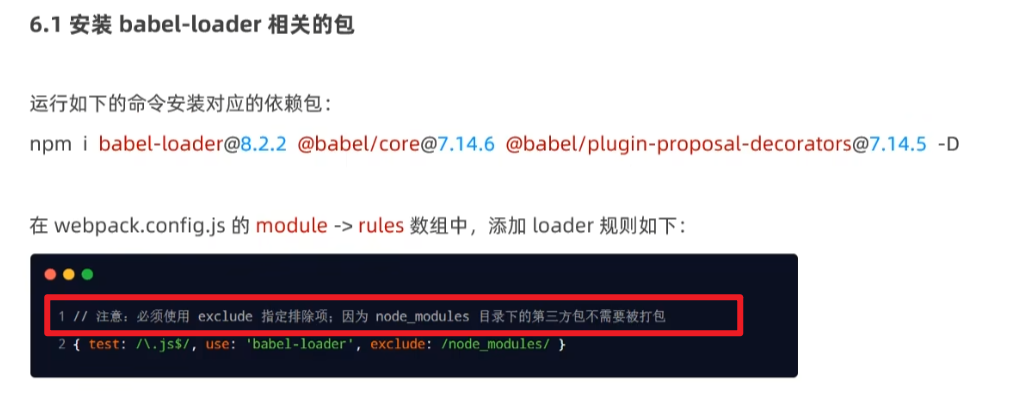 6.1 安装 babel-loader 相关的包
运行如下的命令安装对应的依赖包：
npm i babel-loader@8.2.2 @babel/core@7.14.6 @babel/plugin-proposal-decorators@7.14.5 -D
在 webpack.config.js 的 module -> rules 数组中，添加 loader 规则如下：
1 // 注意：必须使用 exclude 指定排除项；因为 node_modules 目录下的第三方包不需要被打包
2 { test: /\.js$/, use: 'babel-loader', exclude: /node_modules/ }